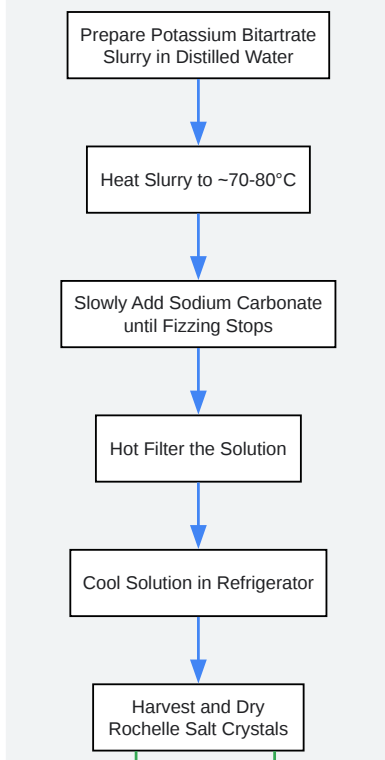 Prepare Potassium Bitartrate
Slurry in Distilled Water
Heat Slurry to ~70-80°C
Slowly Add Sodium Carbonate
until Fizzing Stops
Hot Filter the Solution
Cool Solution in Refrigerator
Harvest and Dry
Rochelle Salt Crystals